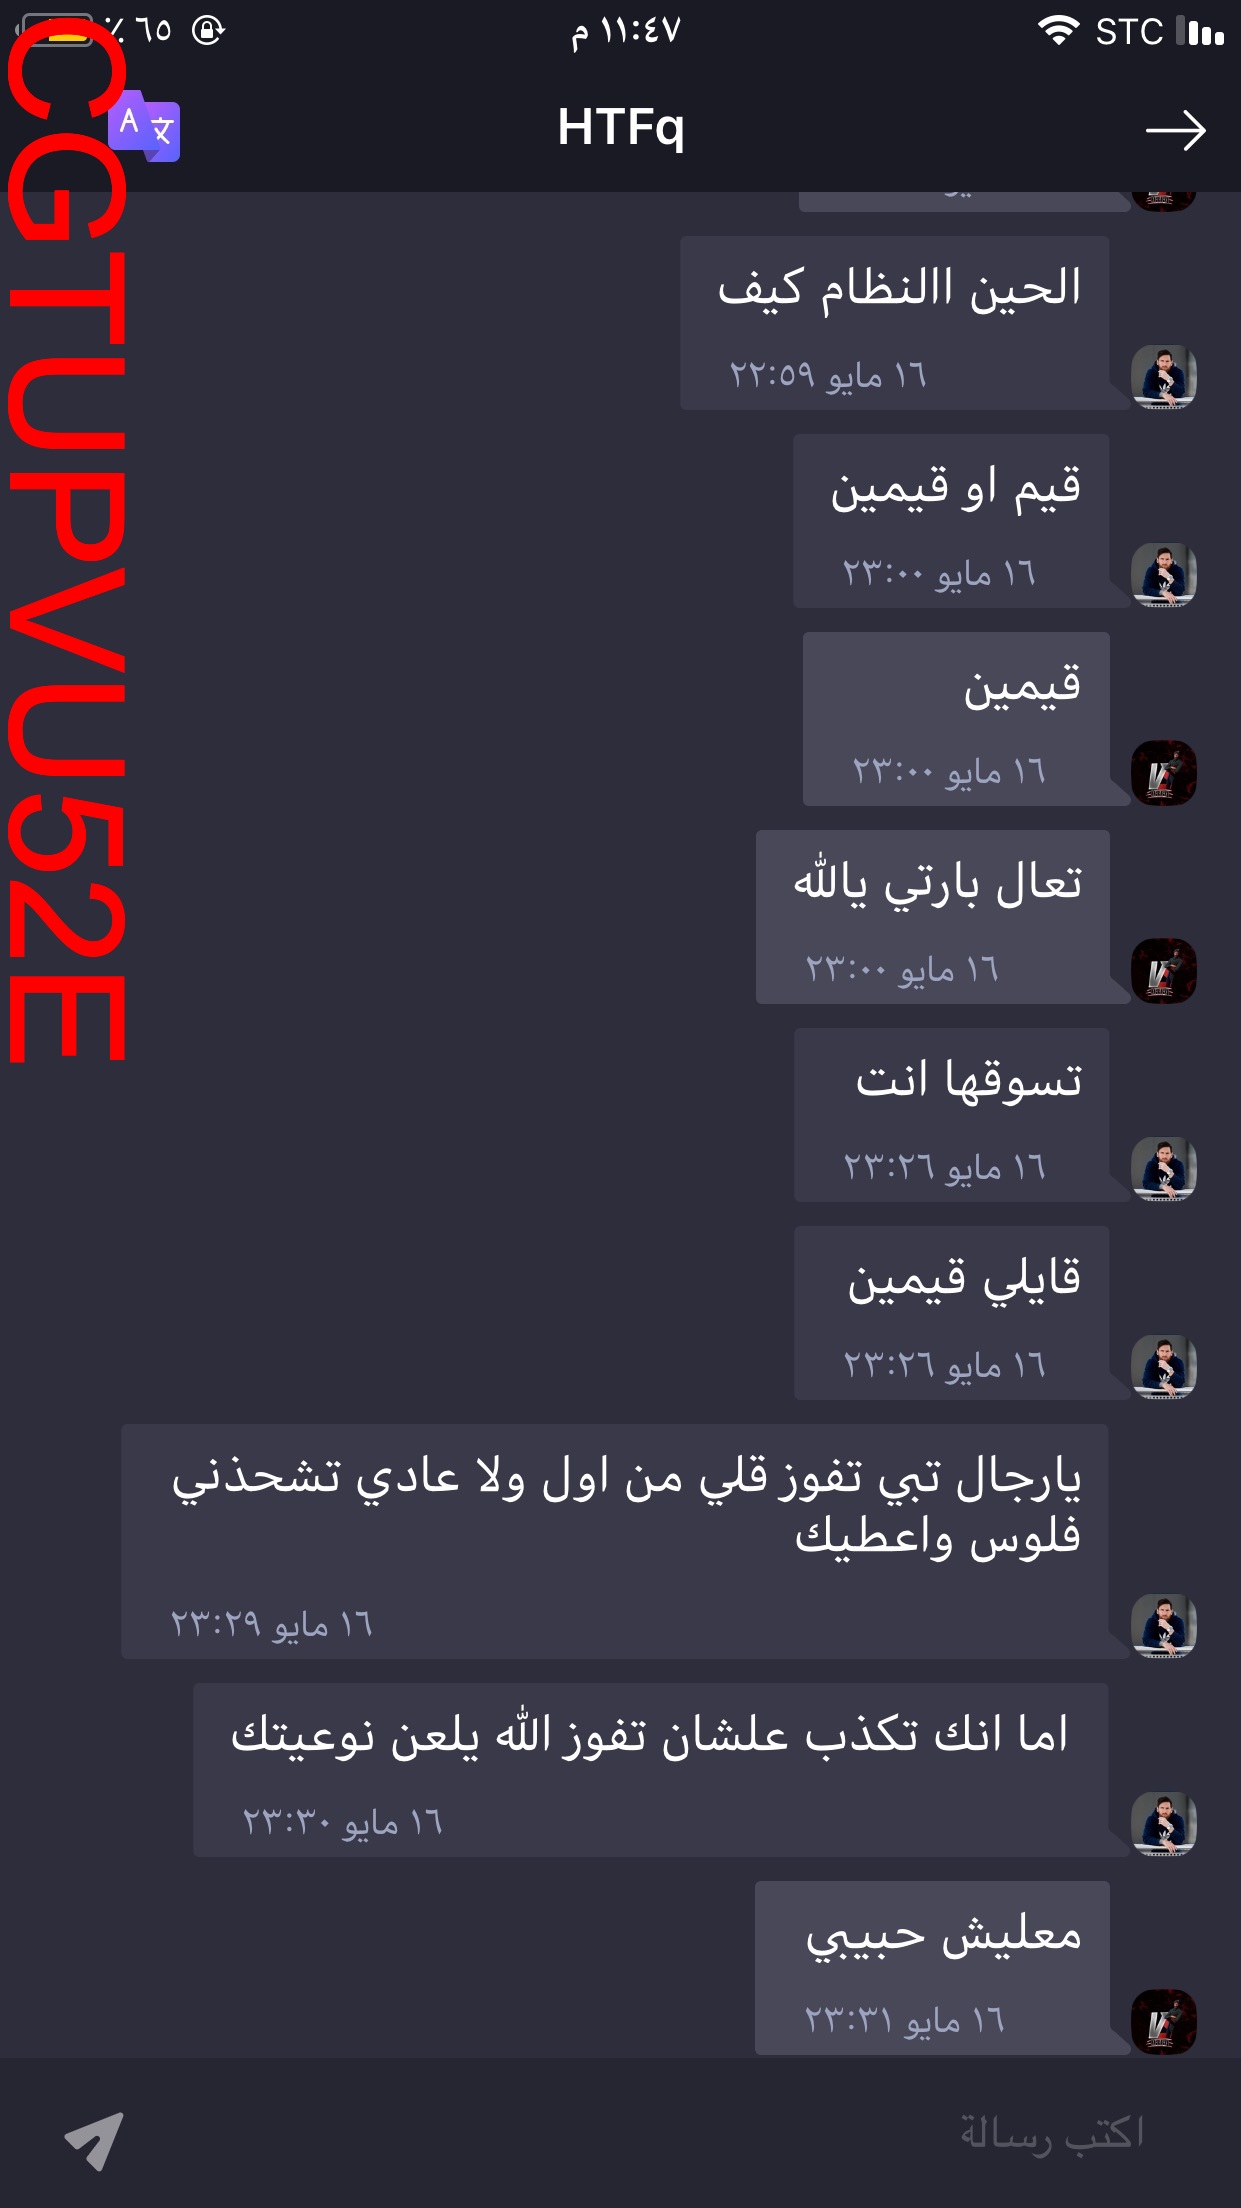 ٪ ٦٥
١١:٤٧ م
STC
HTFq
الحين االنظام كيف
١٦ مايو ٢٢:٥٩
قيم او قيمين
١٦ مايو ٢٣:٠٠
قيمين
١٦ مايو ٢٣:٠٠
تعال بارتي يالله
١٦ مايو ٢٣:٠٠
تسوقها انت
١٦ مايو ٢٣:٢٦
قايلي قيمين
١٦ مايو ٢٣:٢٦
يارجال تبي تفوز قلي من اول ولا عادي تشحذني
فلوس واعطيك
١٦ مايو ٢٣:٢٩
اما انك تكذب علشان تفوز الله يلعن نوعيتك
١٦ مايو ٢٣:٣٠
معليش حبيبي
١٦ مايو ٢٣:٣١
اكتب رسالة
CGTUPVU52E